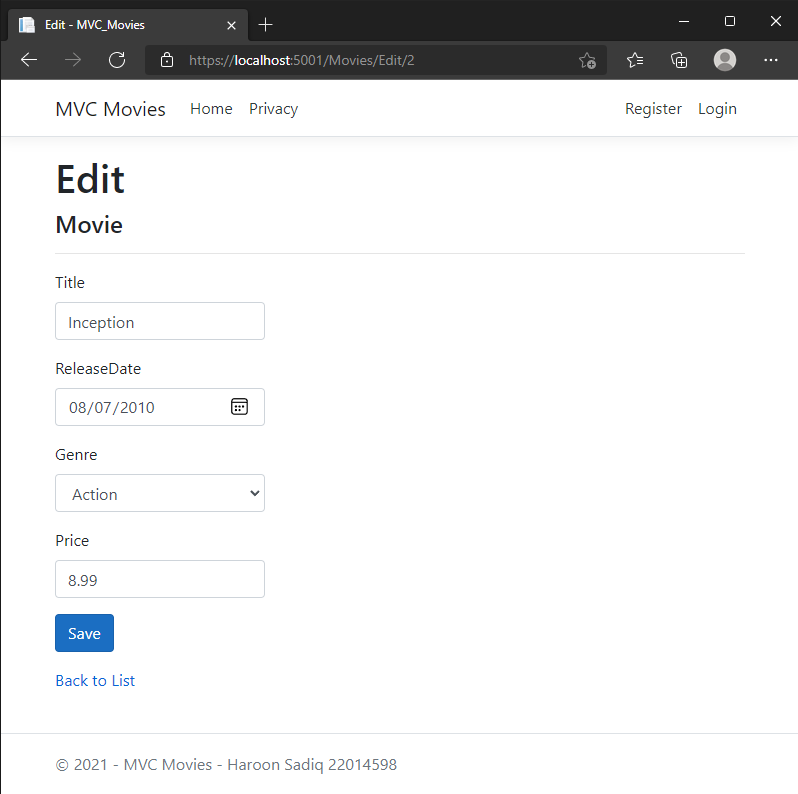 Edit - MVC_Movies
https://localhost:5001/Movies/Edit/2
MVC Movies Home Privacy Register Login
Edit
Movie
Title
Inception
ReleaseDate
08/07/2010
Genre
Action
Price
8.99
Save
Back to List
© 2021 - MVC Movies - Haroon Sadiq 22014598